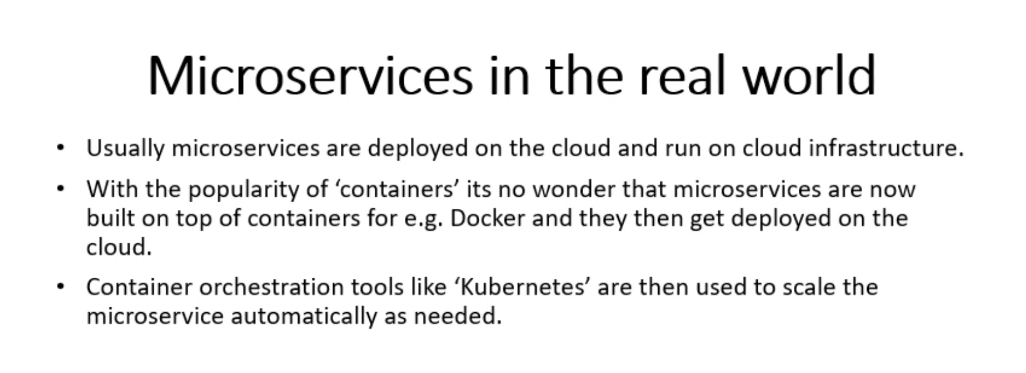 Microservices in the real world
• Usually microservices are deployed on the cloud and run on cloud infrastructure.
• With the popularity of ‘containers’ its no wonder that microservices are now
built on top of containers for e.g. Docker and they then get deployed on the
cloud.
• Container orchestration tools like ‘Kubernetes’ are then used to scale the
microservice automatically as needed.